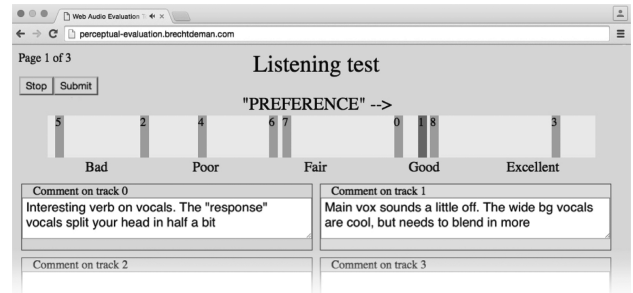 Web Audio Evaluation T
perceptual-evaluation.brechtdeman.com
Page 1 of 3
Listening test
Stop Submit
"PREFERENCE" -->
5 2 4 6 7 0 1 8 3
Bad Poor Fair Good Excellent
Comment on track 0 Comment on track 1
Interesting verb on vocals. The "response" Main vox sounds a little off. The wide bg vocals
vocals split your head in half a bit are cool, but needs to blend in more
Comment on track 2 Comment on track 3